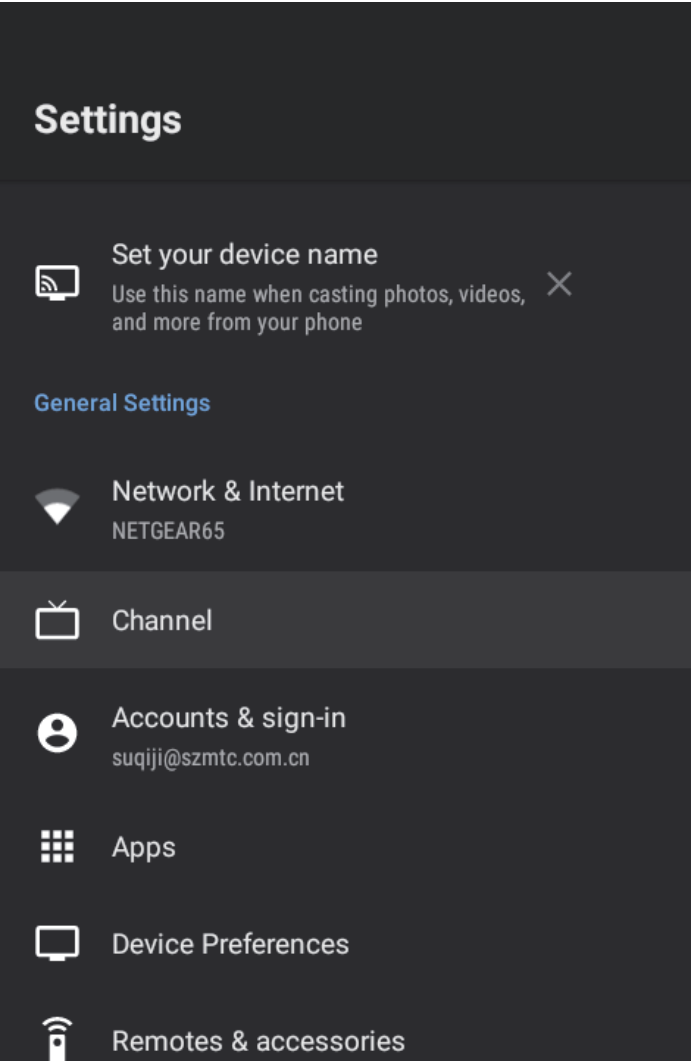 Settings
Set your device name
Use this name when casting photos, videos,
and more from your phone
General Settings
Network & Internet
NETGEAR65
Channel
Accounts & sign-in
suqiji@szmtc.com.cn
Apps
Device Preferences
Remotes & accessories